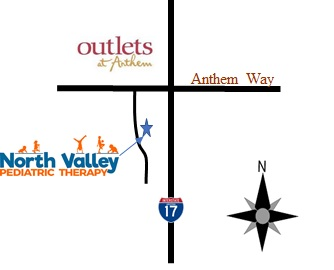 outlets
at Anthem
Anthem Way
North Valley
PEDIATRIC THERAPY
N
17